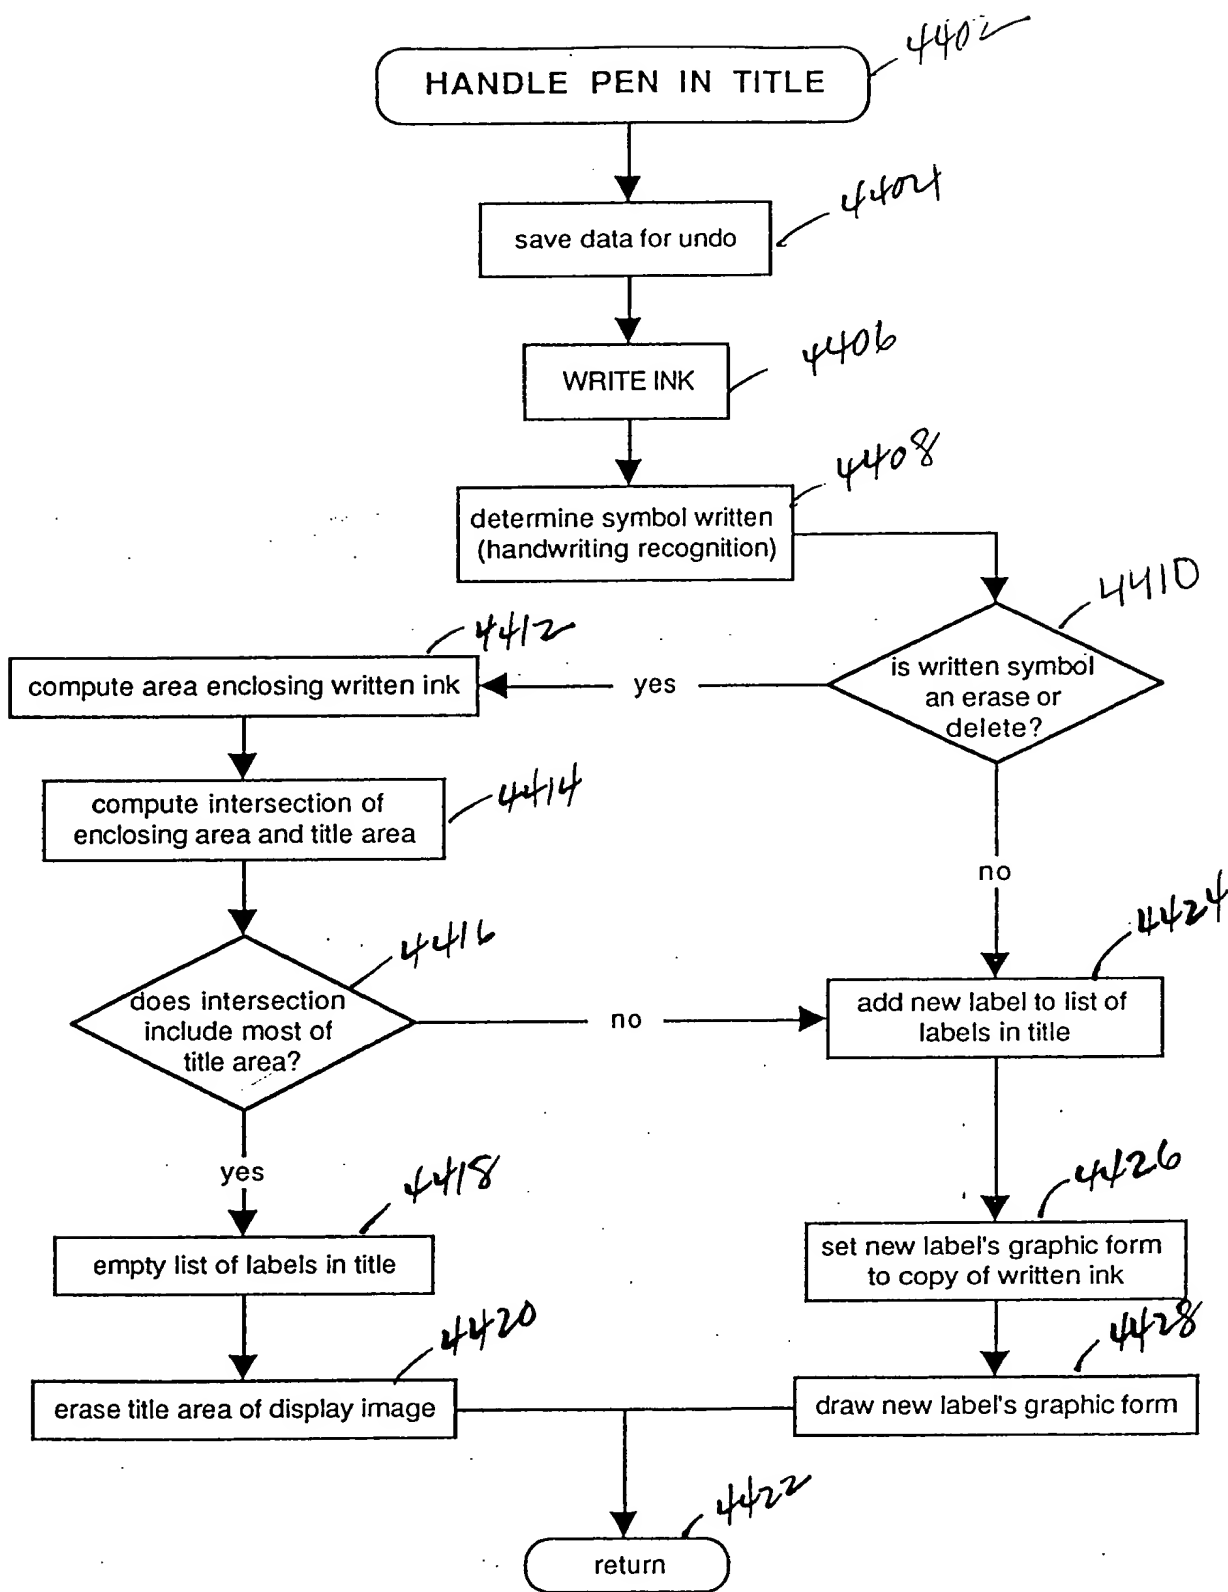 4402
HANDLE PEN IN TITLE
4404
save data for undo
4406
WRITE INK
4408
determine symbol written
(handwriting recognition)
4410
is written symbol
an erase or
delete?
yes
4412
compute area enclosing written ink
4414
compute intersection of
enclosing area and title area
no
4416
does intersection
include most of
title area?
no
4424
add new label to list of
labels in title
yes
4418
empty list of labels in title
4426
set new label's graphic form
to copy of written ink
4420
erase title area of display image
4428
draw new label's graphic form
4422
return